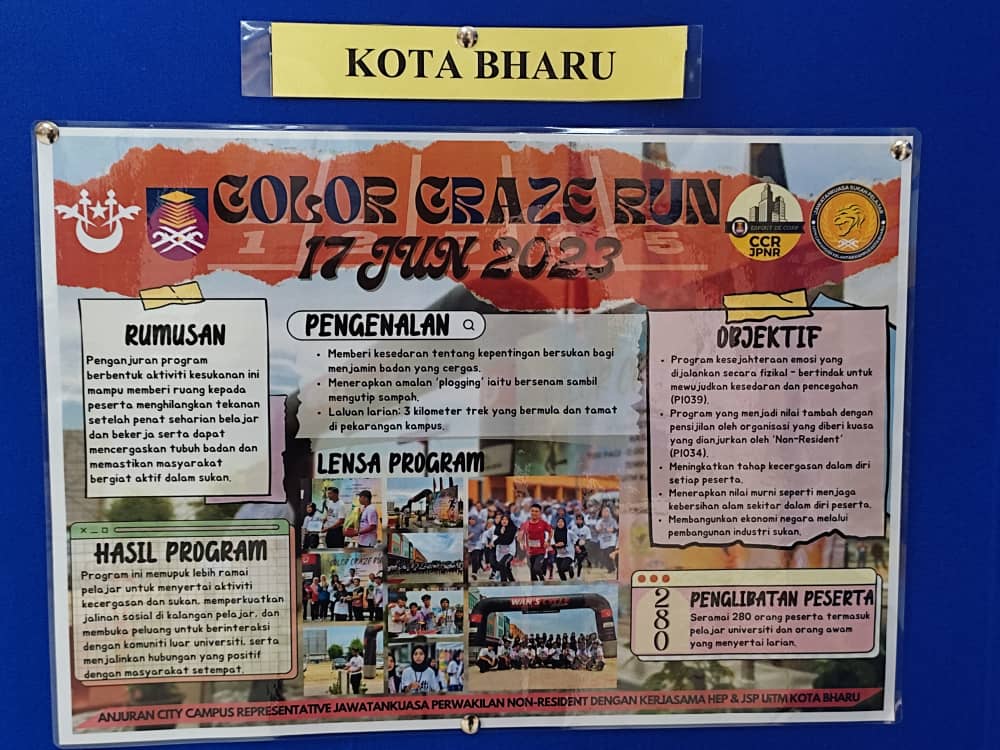 KOTA BHARU
COLOR CRAZE RUN
17 JUN 2023
CCR
JPNR
RUMUSAN
Penganjuran program
berbentuk aktiviti kesukanan ini
mampu memberi ruang kepada
peserta menghilangkan tekanan
setelah penat seharian belajar
dan bekerja serta dapat
mencergaskan tubuh badan dan
memastikan masyarakat
bergiat aktif dalam sukan.
PENGENALAN
• Memberi kesedaran tentang kepentingan bersukan bagi
menjamin badan yang cergas.
• Menerapkan amalan 'plogging' iaitu bersenam sambil
mengutip sampah.
• Laluan larian: 3 kilometer trek yang bermula dan tamat
di pekarangan kampus.
OBJEKTIF
• Program kesejahteraan emosi yang
dijalankan secara fizikal - bertindak untuk
mewujudkan kesedaran dan pencegahan
(PI039).
• Program yang menjadi nilai tambah dengan
pensijilan oleh organisasi yang diberi kuasa
yang dianjurkan oleh 'Non-Resident'
(PI034).
• Meningkatkan tahap kecergasan dalam diri
setiap peserta.
• Menerapkan nilai murni seperti menjaga
kebersihan alam sekitar dalam diri peserta.
• Membangunkan ekonomi negara melalui
pembangunan industri sukan.
LENSA PROGRAM
COLOR CRAZE RUN
WAN'S
HASIL PROGRAM
Program ini memupuk lebih ramai
pelajar untuk menyertai aktiviti
kecergasan dan sukan, memperkuatkan
jalinan sosial di kalangan pelajar, dan
membuka peluang untuk berinteraksi
dengan komuniti luar universiti, serta
menjalinkan hubungan yang positif
dengan masyarakat setempat.
280
PENGLIBATAN PESERTA
Seramai 280 orang peserta termasuk
pelajar universiti dan orang awam
yang menyertai larian.
ANJURAN CITY CAMPUS REPRESENTATIVE JAWATANKUASA PERWAKILAN NON-RESIDENT DENGAN KERJASAMA HEP & JSP UITM KOTA BHARU